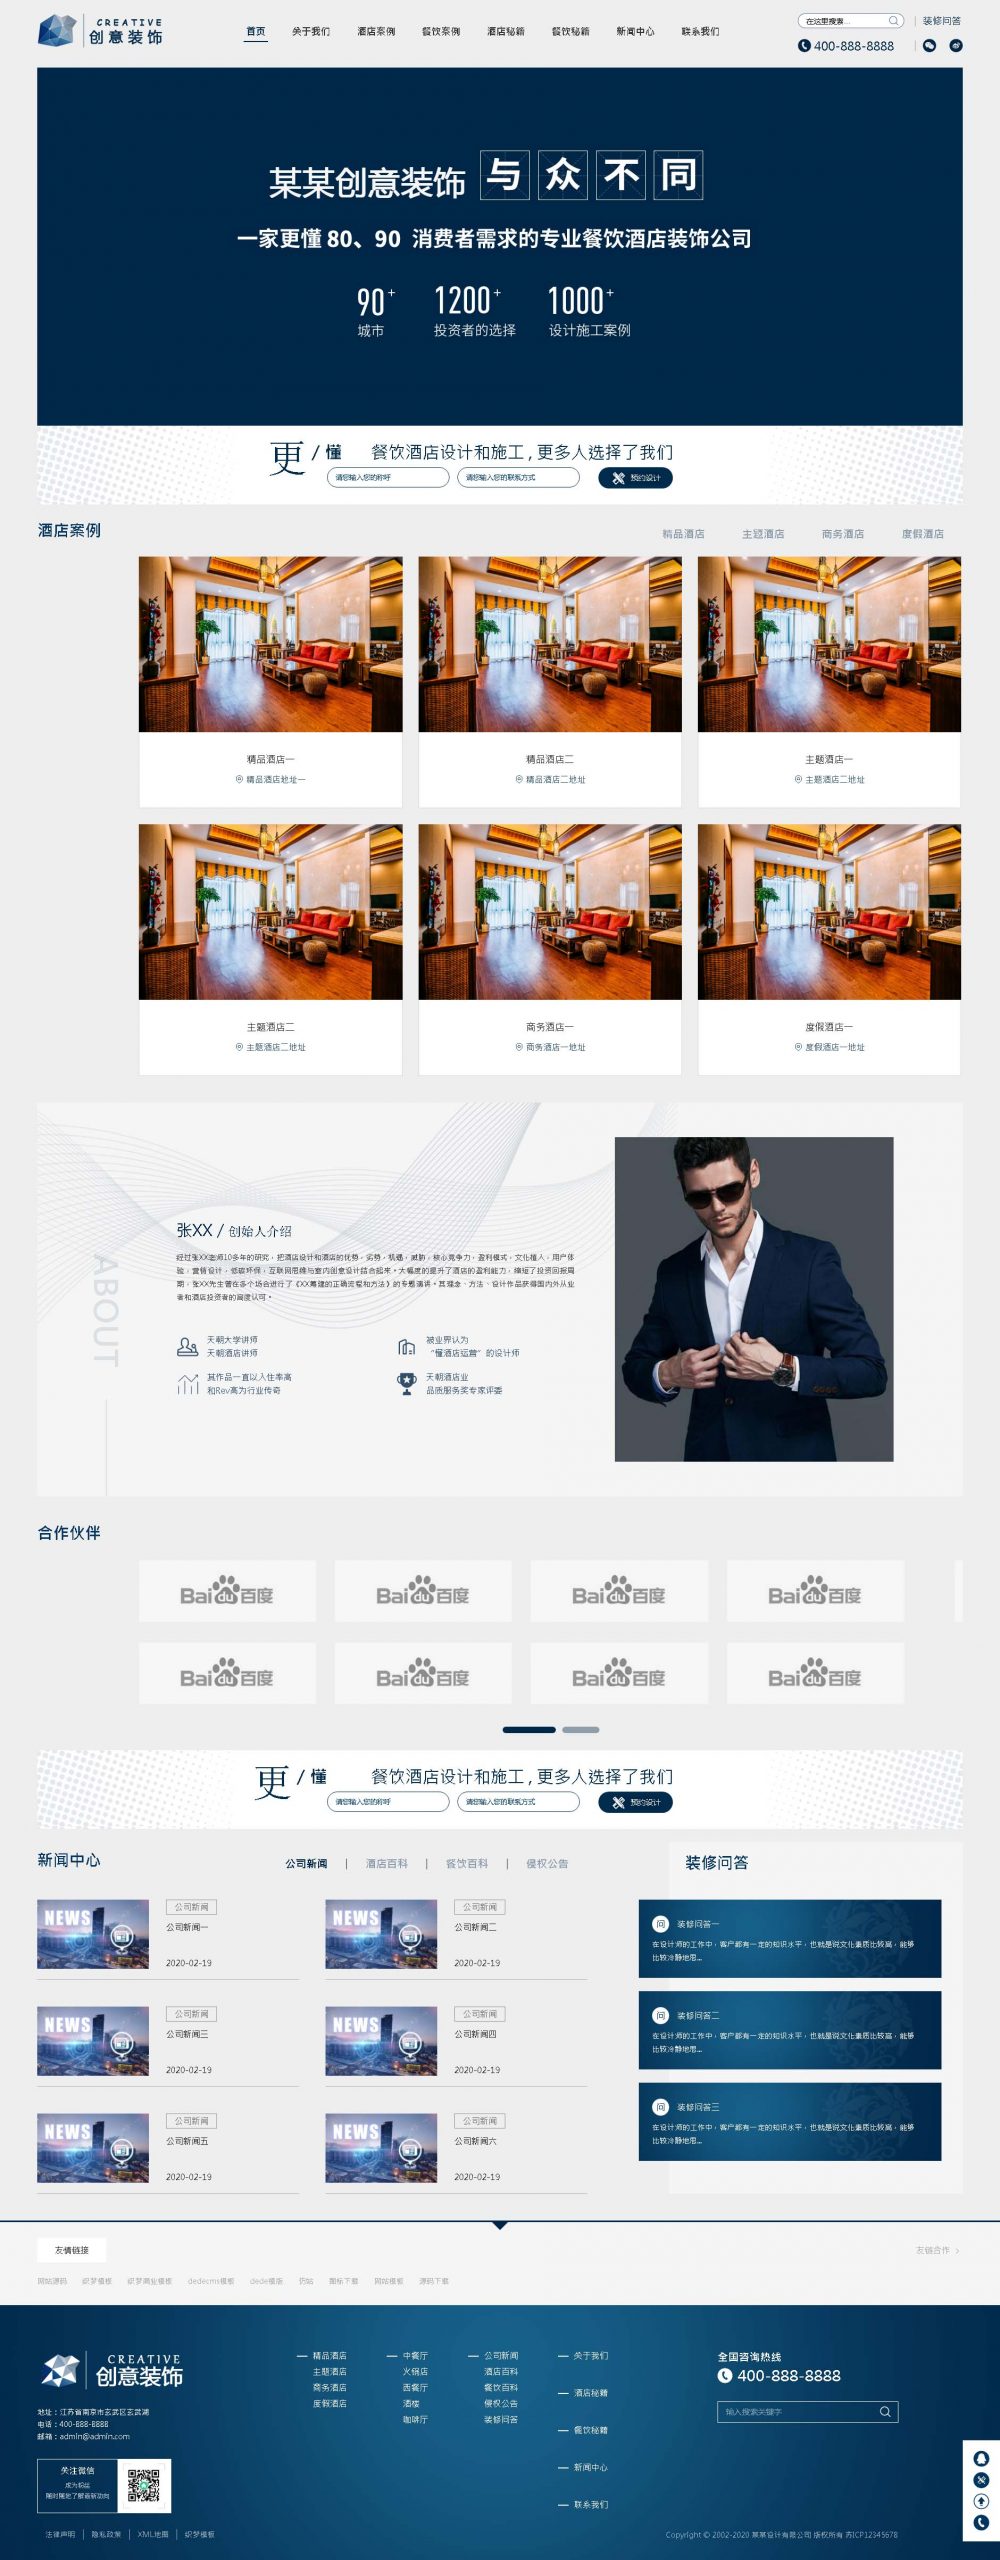 CREATIVE
创意装饰
首页 关于我们 酒店案例 餐饮案例 酒店秘籍 餐饮秘籍 新闻中心 联系我们
在这里搜索...
装修问答
400-888-8888
某某创意装饰 与众不同
一家更懂 80、90 消费者需求的专业餐饮酒店装饰公司
90+ 1200+ 1000+
城市 投资者的选择 设计施工案例
更 / 懂 餐饮酒店设计和施工 , 更多人选择了我们
请您输入您的称呼 请您输入您的联系方式 预约设计
酒店案例
精品酒店 主题酒店 商务酒店 度假酒店
精品酒店一 精品酒店二 主题酒店一
精品酒店地址一 精品酒店二地址 主题酒店二地址
主题酒店二 商务酒店一 度假酒店一
主题酒店二地址 商务酒店一地址 度假酒店一地址
ABOUT
张XX / 创始人介绍
经过张XX老师10多年的研究，把酒店设计和酒店的优势，劣势，机遇，威胁，核心竞争力，盈利模式，文化植入，用户体
验，营销设计，低碳环保，互联网思维与室内创意设计结合起来。大幅度的提升了酒店的盈利能力，缩短了投资回报周
期，张XX先生曾在多个场合进行了《XX筹建的正确流程和方法》的专题演讲。其理念、方法、设计作品获得国内外从业
者和酒店投资者的高度认可。
天朝大学讲师
天朝酒店讲师
被业界认为
“懂酒店运营”的设计师
其作品一直以入住率高
和Rev高为行业传奇
天朝酒店业
品质服务奖专家评委
合作伙伴
Bai du 百度 Bai du 百度 Bai du 百度 Bai du 百度
Bai du 百度 Bai du 百度 Bai du 百度 Bai du 百度
更 / 懂 餐饮酒店设计和施工 , 更多人选择了我们
请您输入您的称呼 请您输入您的联系方式 预约设计
新闻中心
公司新闻 | 酒店百科 | 餐饮百科 | 侵权公告
NEWS
公司新闻
公司新闻一
2020-02-19
NEWS
公司新闻
公司新闻二
2020-02-19
NEWS
公司新闻
公司新闻三
2020-02-19
NEWS
公司新闻
公司新闻四
2020-02-19
NEWS
公司新闻
公司新闻五
2020-02-19
NEWS
公司新闻
公司新闻六
2020-02-19
装修问答
问 装修问答一
在设计师的工作中，客户都有一定的知识水平，也就是说文化素质比较高，能够
比较冷静地思...
问 装修问答二
在设计师的工作中，客户都有一定的知识水平，也就是说文化素质比较高，能够
比较冷静地思...
问 装修问答三
在设计师的工作中，客户都有一定的知识水平，也就是说文化素质比较高，能够
比较冷静地思...
友情链接
友链合作 >
网站源码 织梦模板 织梦商业模板 dedecms模板 dede模版 仿站 图标下载 网站模板 源码下载
CREATIVE
创意装饰
地址：江苏省南京市玄武区玄武湖
电话：400-888-8888
邮箱：admin@admin.com
关注微信
成为粉丝
随时随地了解最新动向
精品酒店
主题酒店
商务酒店
度假酒店
中餐厅
火锅店
西餐厅
酒楼
咖啡厅
公司新闻
酒店百科
餐饮百科
侵权公告
装修问答
关于我们
酒店秘籍
餐饮秘籍
新闻中心
联系我们
全国咨询热线
400-888-8888
输入搜索关键字
法律声明 | 隐私政策 | XML地图 | 织梦模板
Copyright © 2002-2020 某某设计有限公司 版权所有 苏ICP12345678